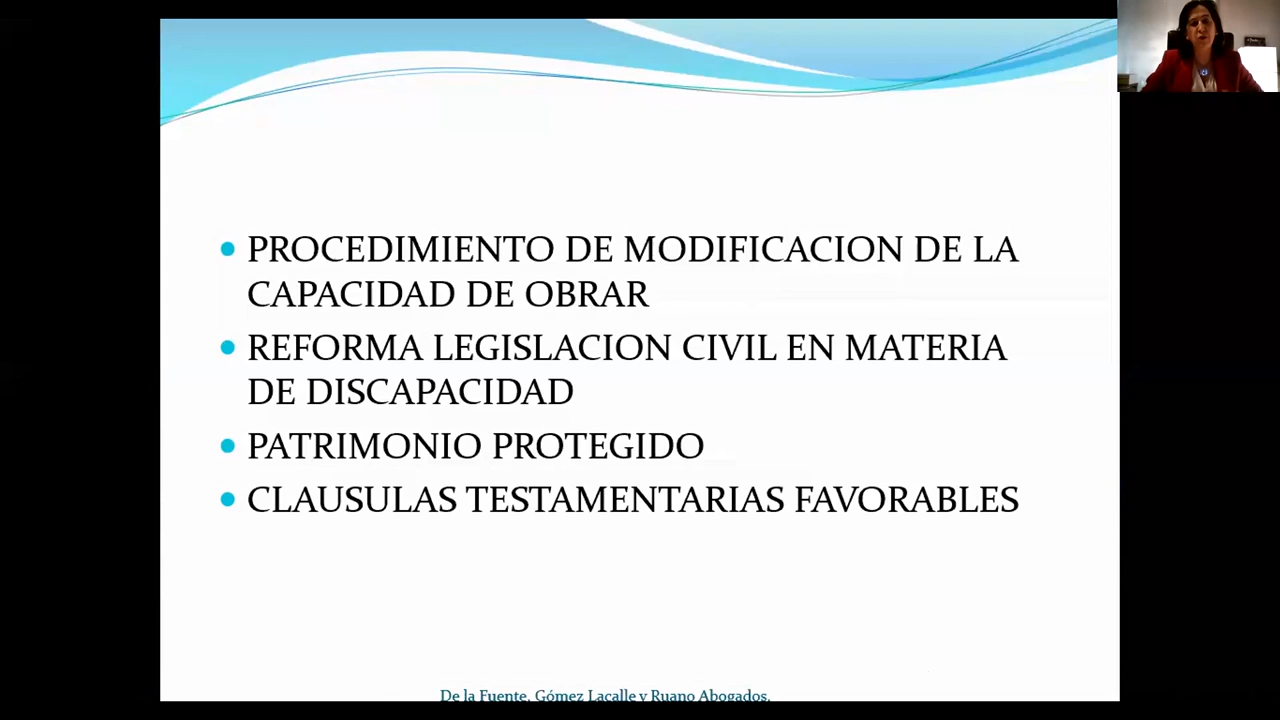 PROCEDIMIENTO DE MODIFICACION DE LA
CAPACIDAD DE OBRAR
REFORMA LEGISLACION CIVIL EN MATERIA
DE DISCAPACIDAD
PATRIMONIO PROTEGIDO
CLAUSULAS TESTAMENTARIAS FAVORABLES
De la Fuente, Gómez Lacalle y Ruano Abogados.